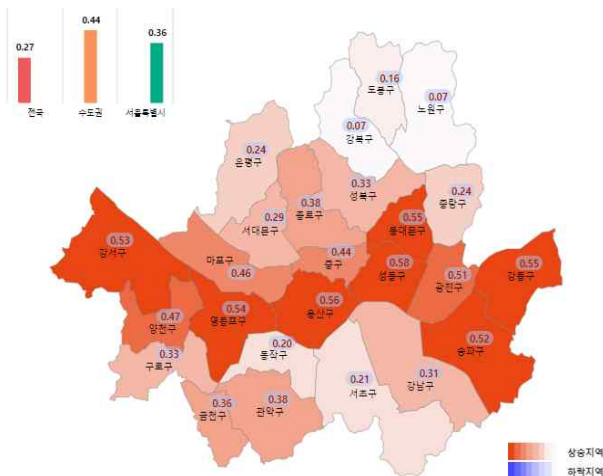 0.27
0.44
0.36
전국
수도권
서울특별시
0.16
도봉구
0.07
노원구
0.07
강북구
0.24
은평구
0.33
성북구
0.24
중랑구
0.38
종로구
0.29
서대문구
0.55
동대문구
0.53
강서구
마포구
0.46
0.44
중구
0.58
성동구
0.51
광진구
0.55
강동구
0.47
양천구
0.54
영등포구
0.56
용산구
0.52
송파구
0.33
구로구
0.20
동작구
0.21
서초구
0.31
강남구
0.36
금천구
0.38
관악구
상승지역
하락지역